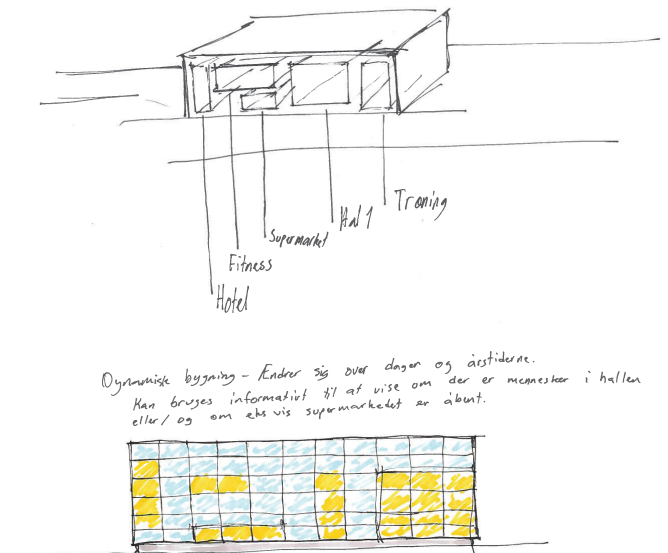 Træning
Hal 1
Supermarket
Fitness
Hotel
Dynamisk bygning - Ændrer sig over dagen og årstiderne.
Kan bruges informativt til at vise om der er mennesker i hallen
eller/og om eks vis supermarkedet er åbent.